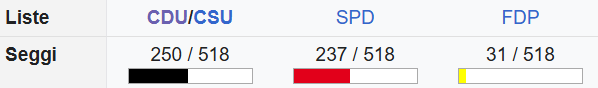 Liste CDU/CSU SPD FDP
Seggi 250 / 518 237 / 518 31 / 518